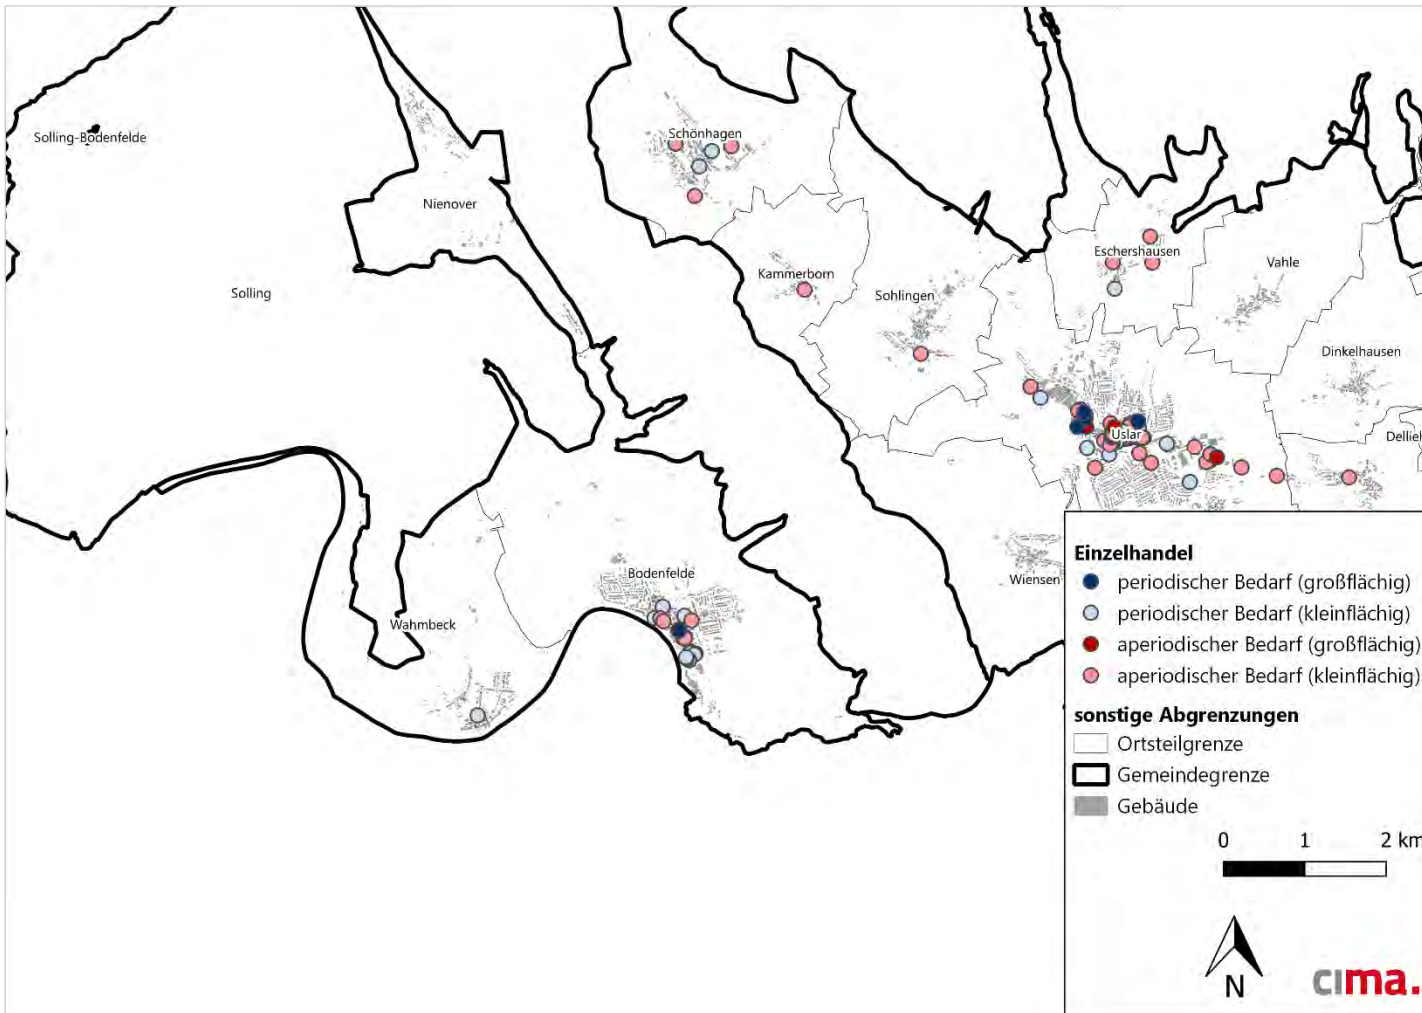 Solling-Bodenfelde
Schönhagen
Nienover
Eschershausen
Vahle
Kammerborn
Solling
Sohlingen
Dinkelhausen
Uslar
Wiensen
Bodenfelde
Wahmbeck
Einzelhandel
periodischer Bedarf (großflächig)
periodischer Bedarf (kleinflächig)
aperiodischer Bedarf (großflächig)
aperiodischer Bedarf (kleinflächig)
sonstige Abgrenzungen
Ortsteilgrenze
Gemeindegrenze
Gebäude
0 1 2 km
N
cima.